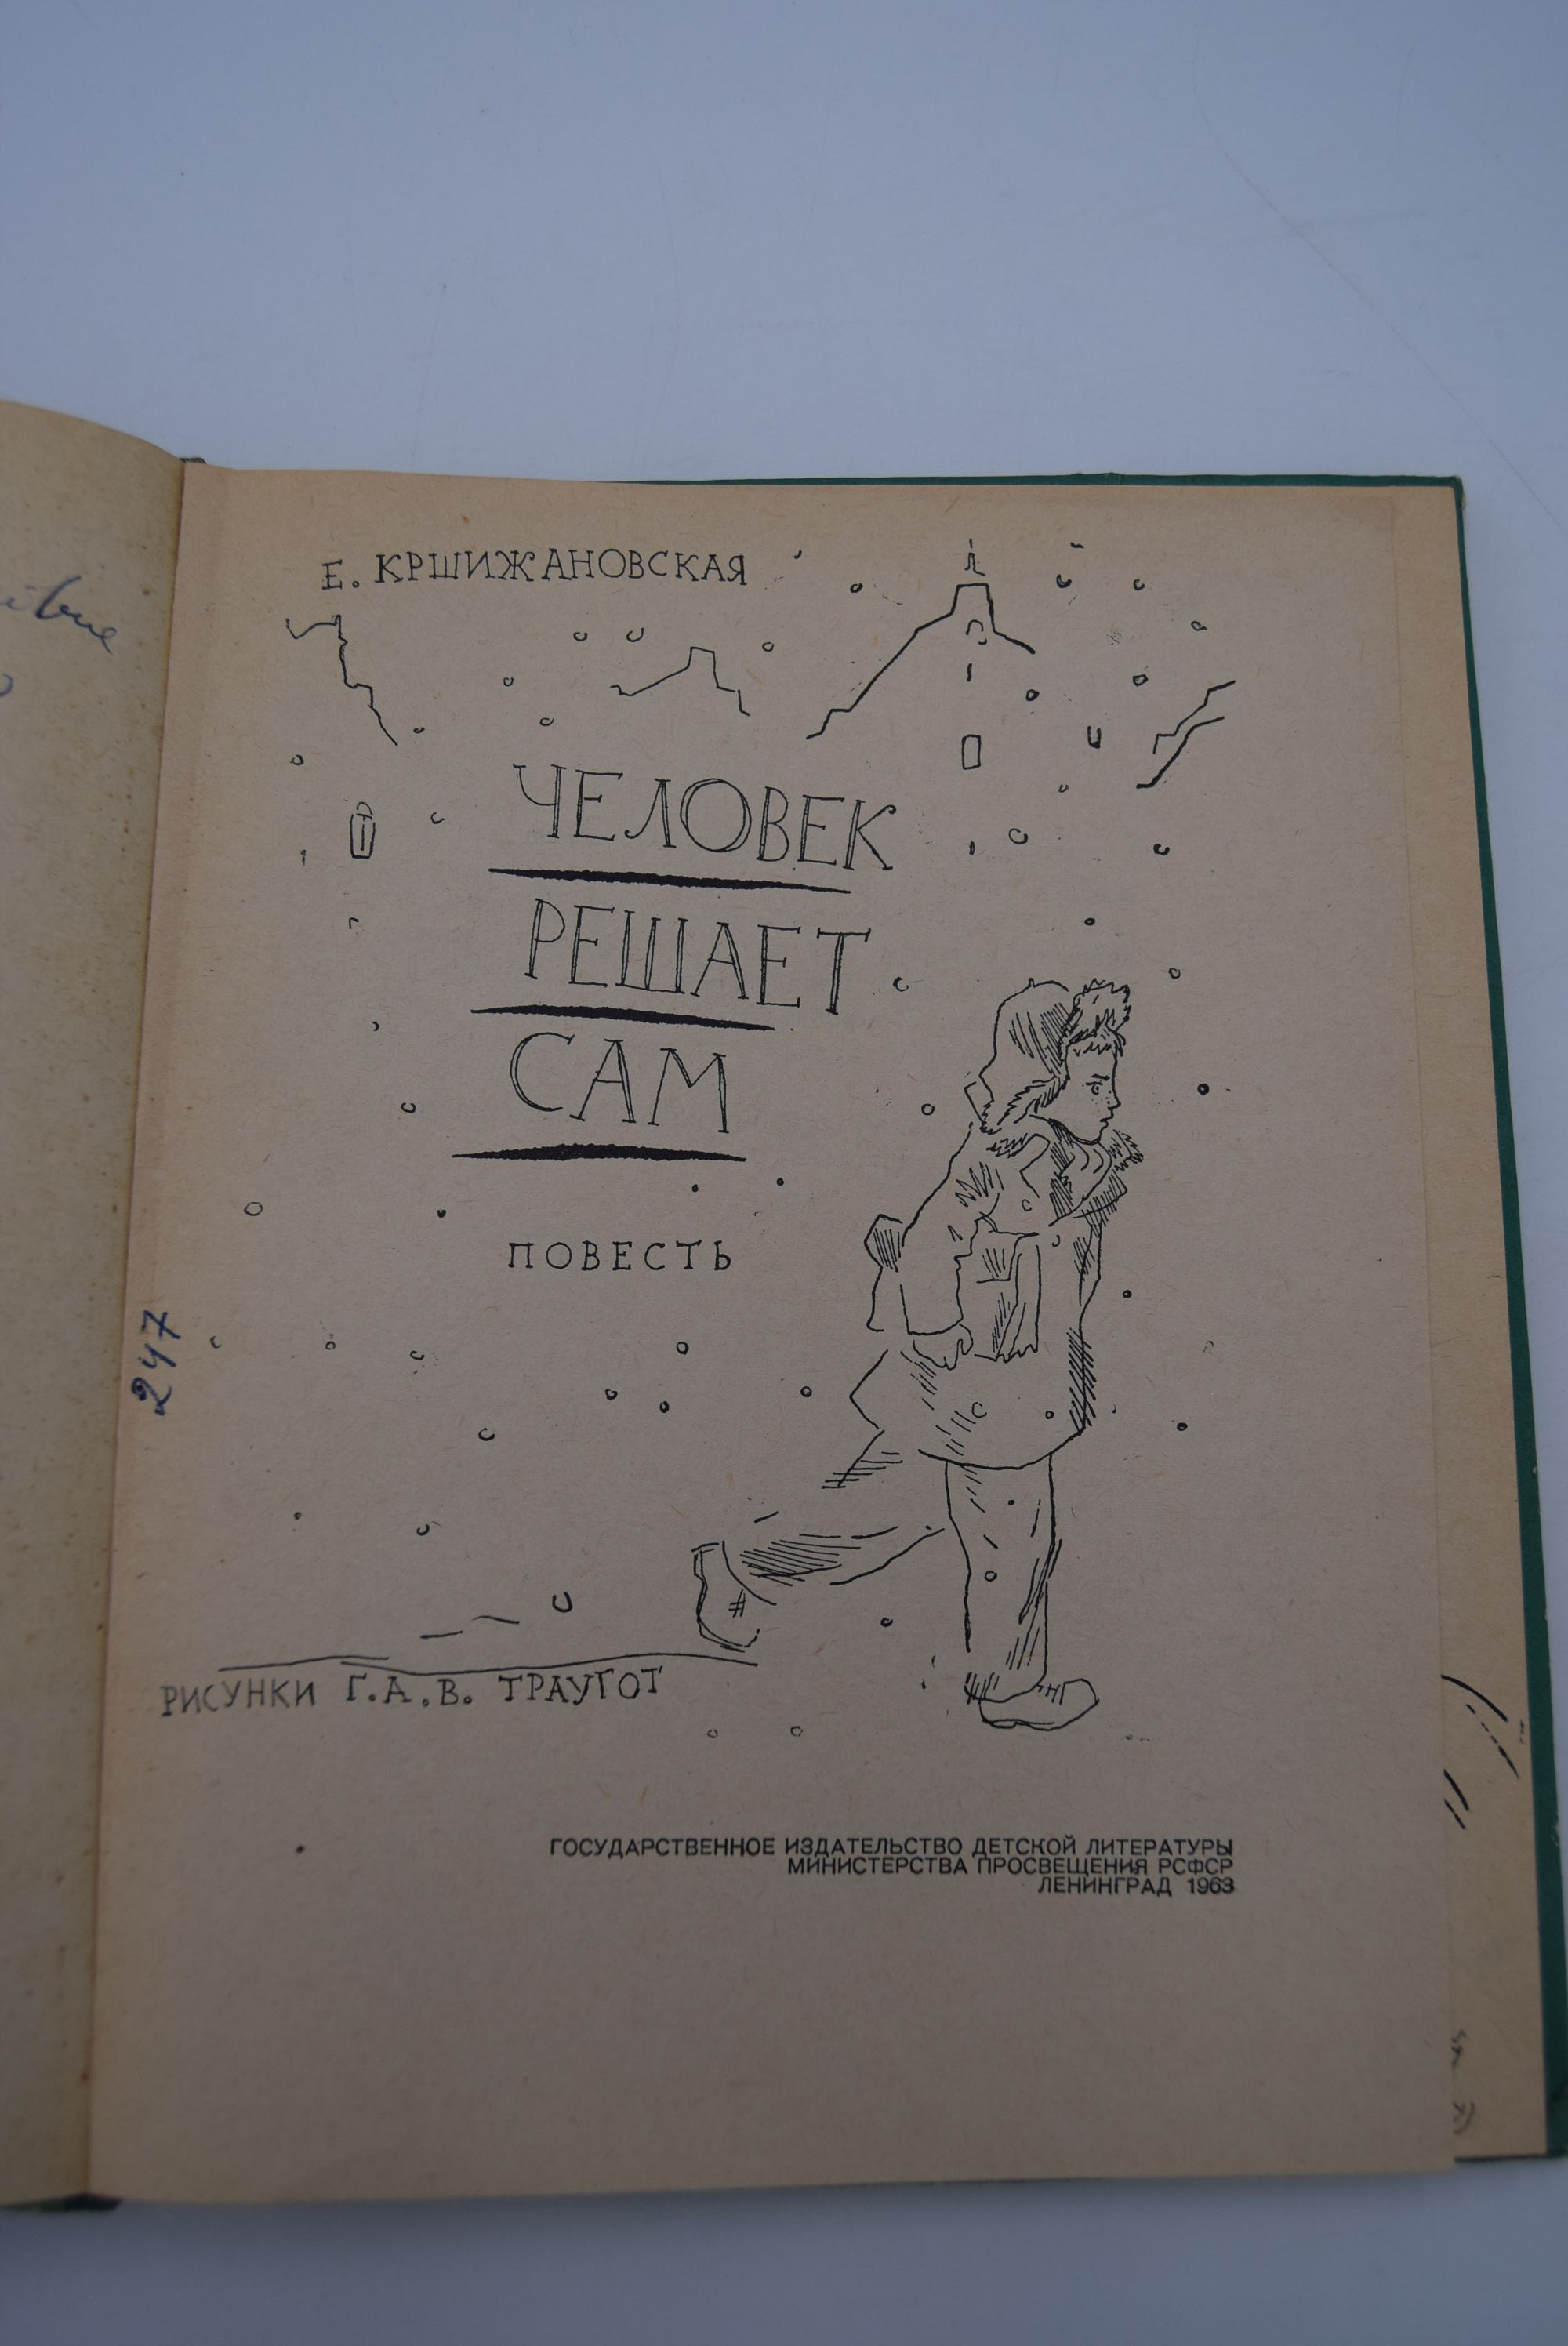 Е. КРШИЖАНОВСКАЯ
ЧЕЛОВЕК
РЕШАЕТ
САМ
ПОВЕСТЬ
247
РИСУНКИ Г.А.В. ТРАУГОТ
ГОСУДАРСТВЕННОЕ ИЗДАТЕЛЬСТВО ДЕТСКОЙ ЛИТЕРАТУРЫ
МИНИСТЕРСТВА ПРОСВЕЩЕНИЯ РСФСР
ЛЕНИНГРАД 1963